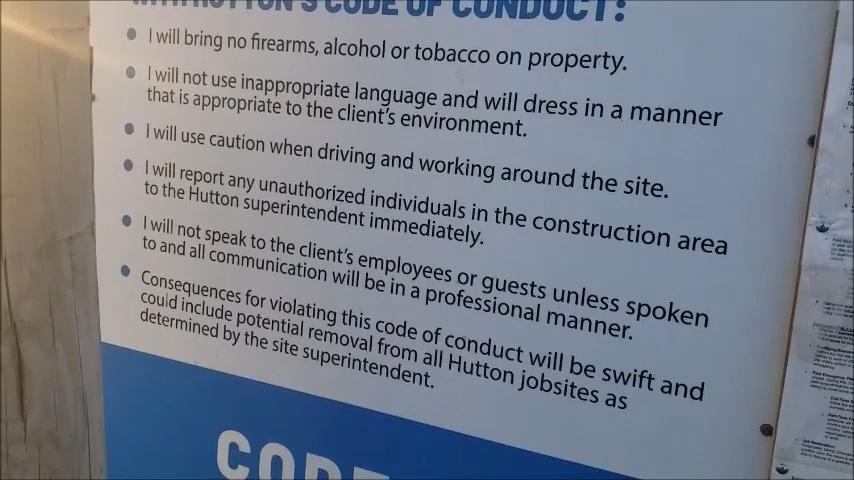 HUTTON'S CODE OF CONDUCT:
• I will bring no firearms, alcohol or tobacco on property.
• I will not use inappropriate language and will dress in a manner
that is appropriate to the client's environment.
• I will use caution when driving and working around the site.
• I will report any unauthorized individuals in the construction area
to the Hutton superintendent immediately.
• I will not speak to the client's employees or guests unless spoken
to and all communication will be in a professional manner.
• Consequences for violating this code of conduct will be swift and
could include potential removal from all Hutton jobsites as
determined by the site superintendent.
CODE